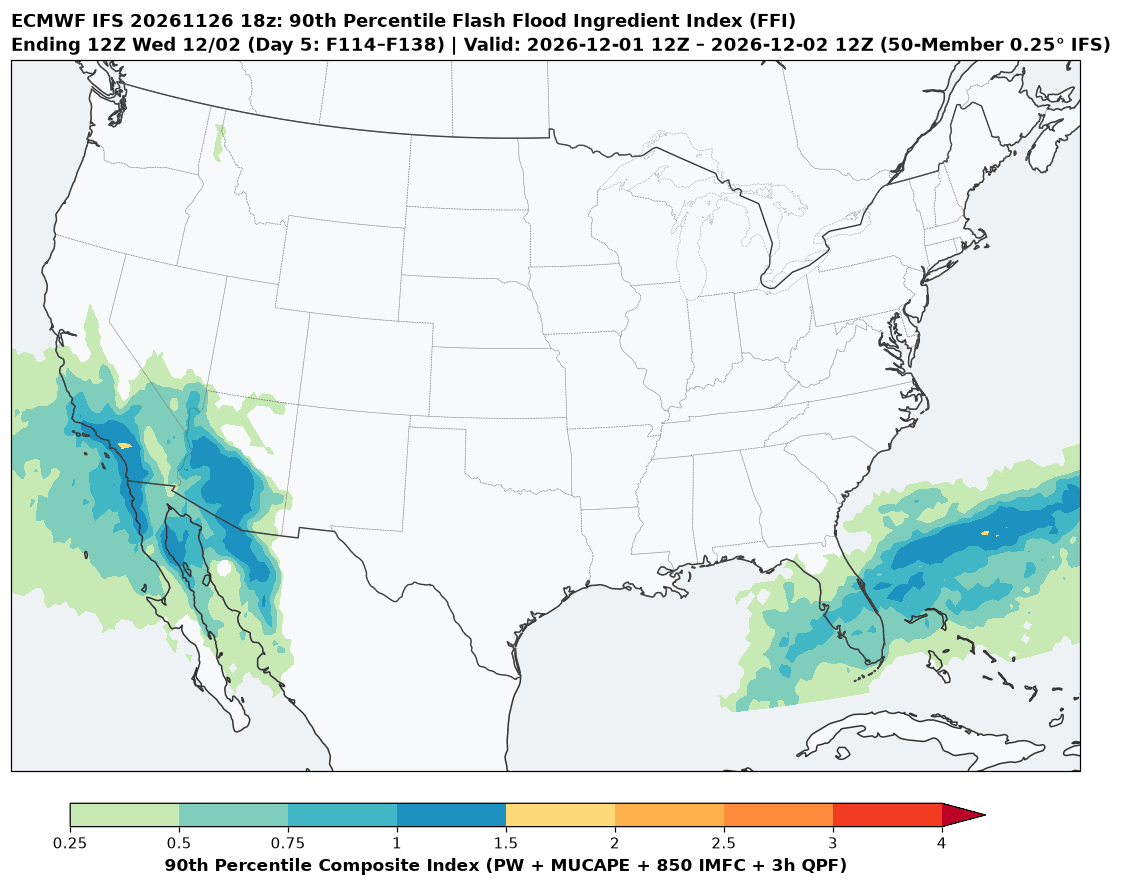 ECMWF IFS 20261126 18z: 90th Percentile Flash Flood Ingredient Index (FFI)
Ending 12Z Wed 12/02 (Day 5: F114–F138) | Valid: 2026-12-01 12Z – 2026-12-02 12Z (50-Member 0.25° IFS)
0.25 0.5 0.75 1 1.5 2 2.5 3 4
90th Percentile Composite Index (PW + MUCAPE + 850 IMFC + 3h QPF)